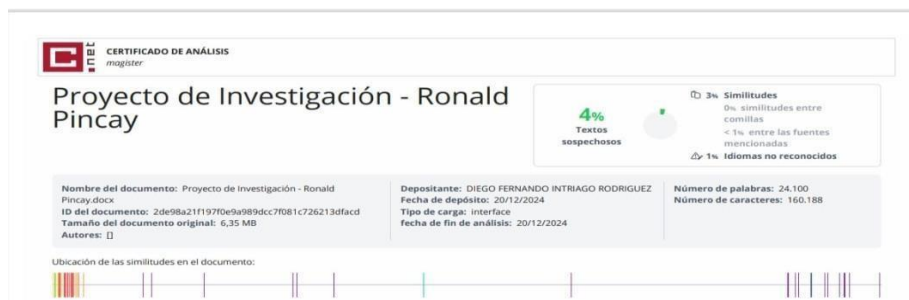 C
.net
CERTIFICADO DE ANÁLISIS
magister
Proyecto de Investigación - Ronald
Pincay
4%
Textos
sospechosos
3% Similitudes
0% similitudes entre
comillas
< 1% entre las fuentes
mencionadas
1% Idiomas no reconocidos
Nombre del documento: Proyecto de Investigación - Ronald
Pincay.docx
ID del documento: 2de98a21f197f0e9a989dcc7f081c726213dfacd
Tamaño del documento original: 6,35 MB
Autores: []
Depositante: DIEGO FERNANDO INTRIAGO RODRIGUEZ
Fecha de depósito: 20/12/2024
Tipo de carga: interface
fecha de fin de análisis: 20/12/2024
Número de palabras: 24.100
Número de caracteres: 160.188
Ubicación de las similitudes en el documento: